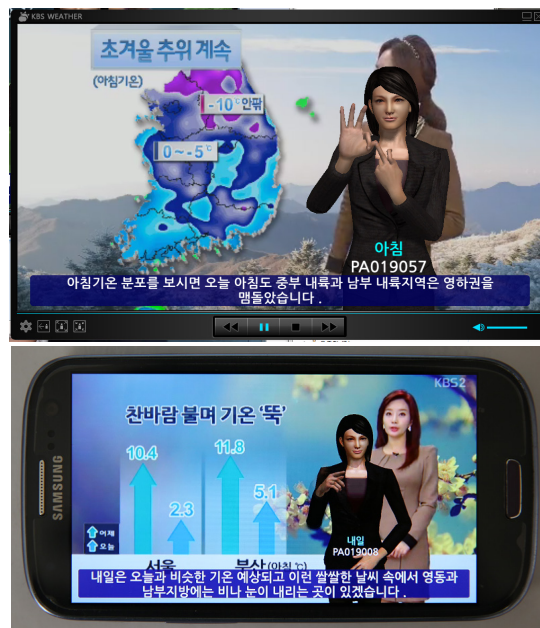 KBS WEATHER
초겨울 추위 계속
(아침기온)
-10℃안팎
0~-5℃
아침
PA019057
아침기온 분포를 보시면 오늘 아침도 중부 내륙과 남부 내륙지역은 영하권을
맴돌았습니다 .
KBS2
찬바람 불며 기온 '뚝'
10.4
2.3
11.8
5.1
어제
오늘
서울
부산 (아침 ℃)
SAMSUNG
내일
PA019008
내일은 오늘과 비슷한 기온 예상되고 이런 쌀쌀한 날씨 속에서 영동과
남부지방에는 비나 눈이 내리는 곳이 있겠습니다 .